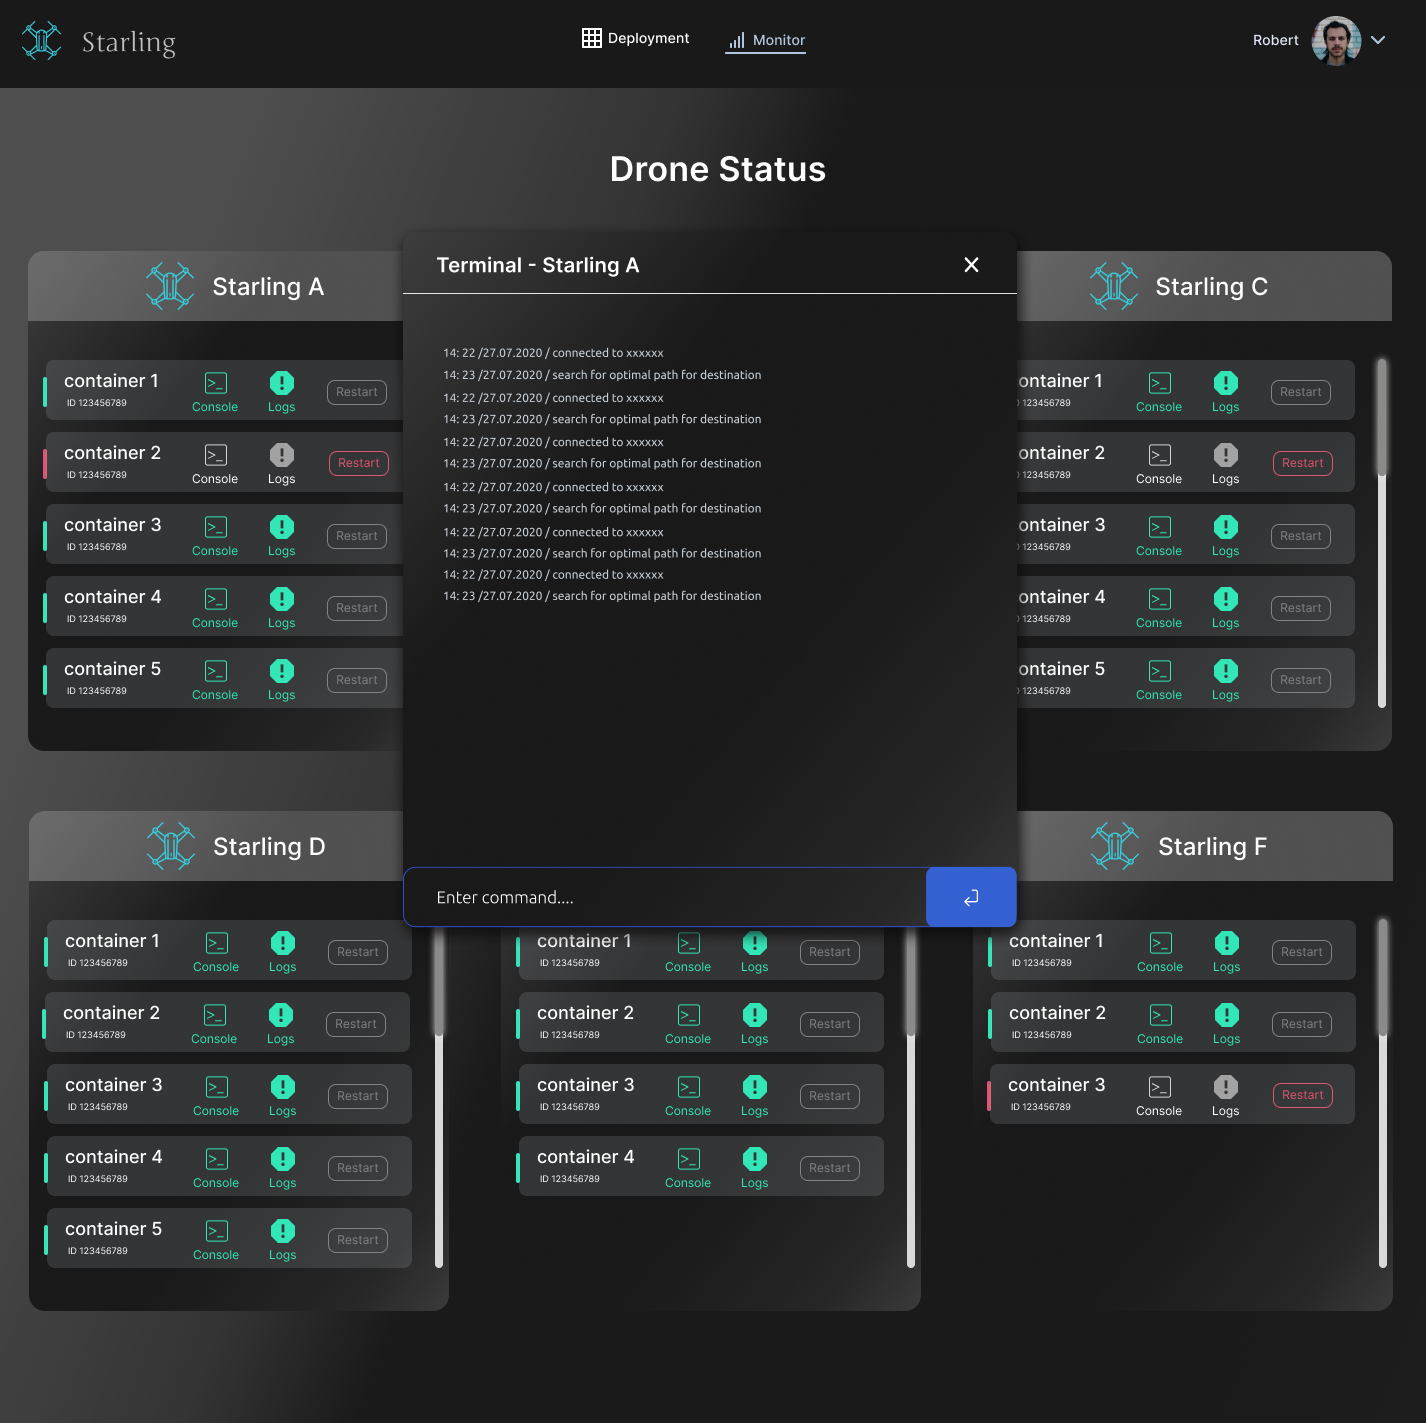 Starling
Deployment
Monitor
Robert
Drone Status
Starling A
container 1
ID 123456789
Console
Logs
Restart
container 2
ID 123456789
Console
Logs
Restart
container 3
ID 123456789
Console
Logs
Restart
container 4
ID 123456789
Console
Logs
Restart
container 5
ID 123456789
Console
Logs
Restart
Terminal - Starling A
14: 22 /27.07.2020 / connected to xxxxxx
14: 23 /27.07.2020 / search for optimal path for destination
14: 22 /27.07.2020 / connected to xxxxxx
14: 23 /27.07.2020 / search for optimal path for destination
14: 22 /27.07.2020 / connected to xxxxxx
14: 23 /27.07.2020 / search for optimal path for destination
14: 22 /27.07.2020 / connected to xxxxxx
14: 23 /27.07.2020 / search for optimal path for destination
14: 22 /27.07.2020 / connected to xxxxxx
14: 23 /27.07.2020 / search for optimal path for destination
14: 22 /27.07.2020 / connected to xxxxxx
14: 23 /27.07.2020 / search for optimal path for destination
Enter command....
Starling C
ontainer 1
123456789
Console
Logs
Restart
ontainer 2
123456789
Console
Logs
Restart
ontainer 3
123456789
Console
Logs
Restart
ontainer 4
123456789
Console
Logs
Restart
ontainer 5
123456789
Console
Logs
Restart
Starling D
container 1
ID 123456789
Console
Logs
Restart
container 2
ID 123456789
Console
Logs
Restart
container 3
ID 123456789
Console
Logs
Restart
container 4
ID 123456789
Console
Logs
Restart
container 5
ID 123456789
Console
Logs
Restart
container 1
ID 123456789
Console
Logs
Restart
container 2
ID 123456789
Console
Logs
Restart
container 3
ID 123456789
Console
Logs
Restart
container 4
ID 123456789
Console
Logs
Restart
Starling F
container 1
ID 123456789
Console
Logs
Restart
container 2
ID 123456789
Console
Logs
Restart
container 3
ID 123456789
Console
Logs
Restart